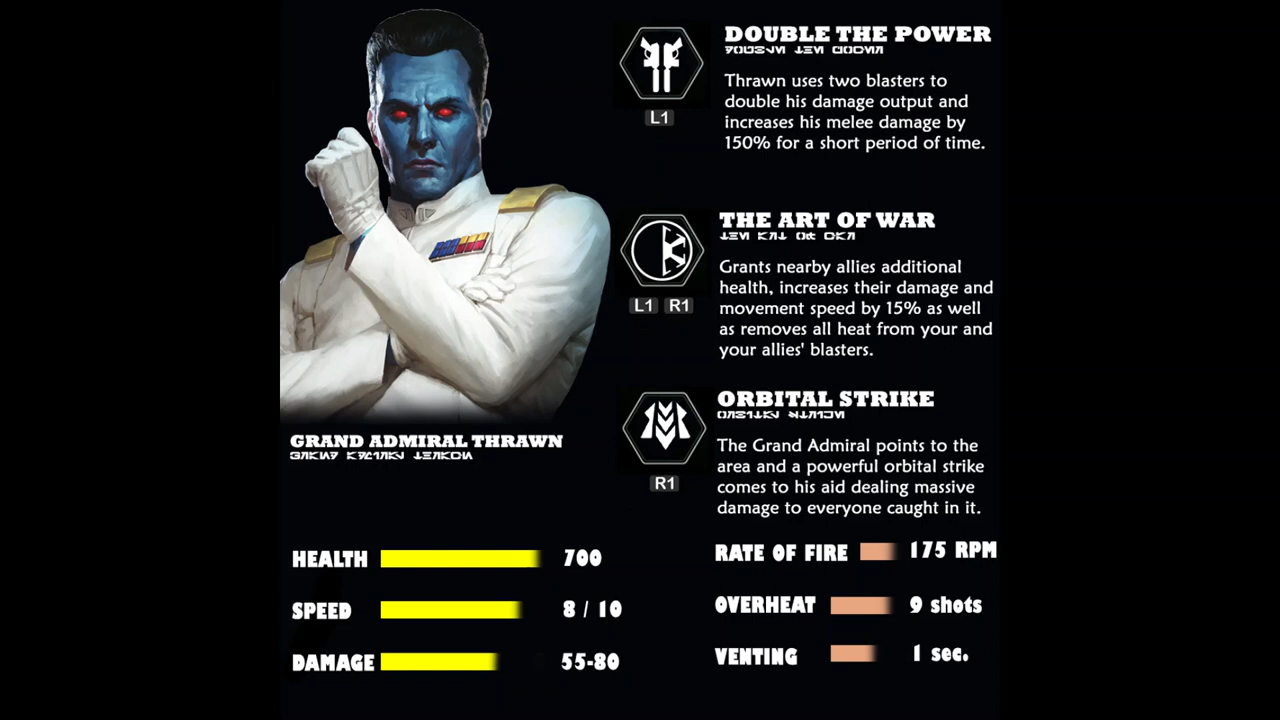 DOUBLE THE POWER
Thrawn uses two blasters to
double his damage output and
increases his melee damage by
150% for a short period of time.
L1
THE ART OF WAR
Grants nearby allies additional
health, increases their damage and
movement speed by 15% as well
as removes all heat from your and
your allies' blasters.
L1 R1
ORBITAL STRIKE
The Grand Admiral points to the
area and a powerful orbital strike
comes to his aid dealing massive
damage to everyone caught in it.
R1
GRAND ADMIRAL THRAWN
HEALTH 700
SPEED 8 / 10
DAMAGE 55-80
RATE OF FIRE 175 RPM
OVERHEAT 9 shots
VENTING 1 sec.